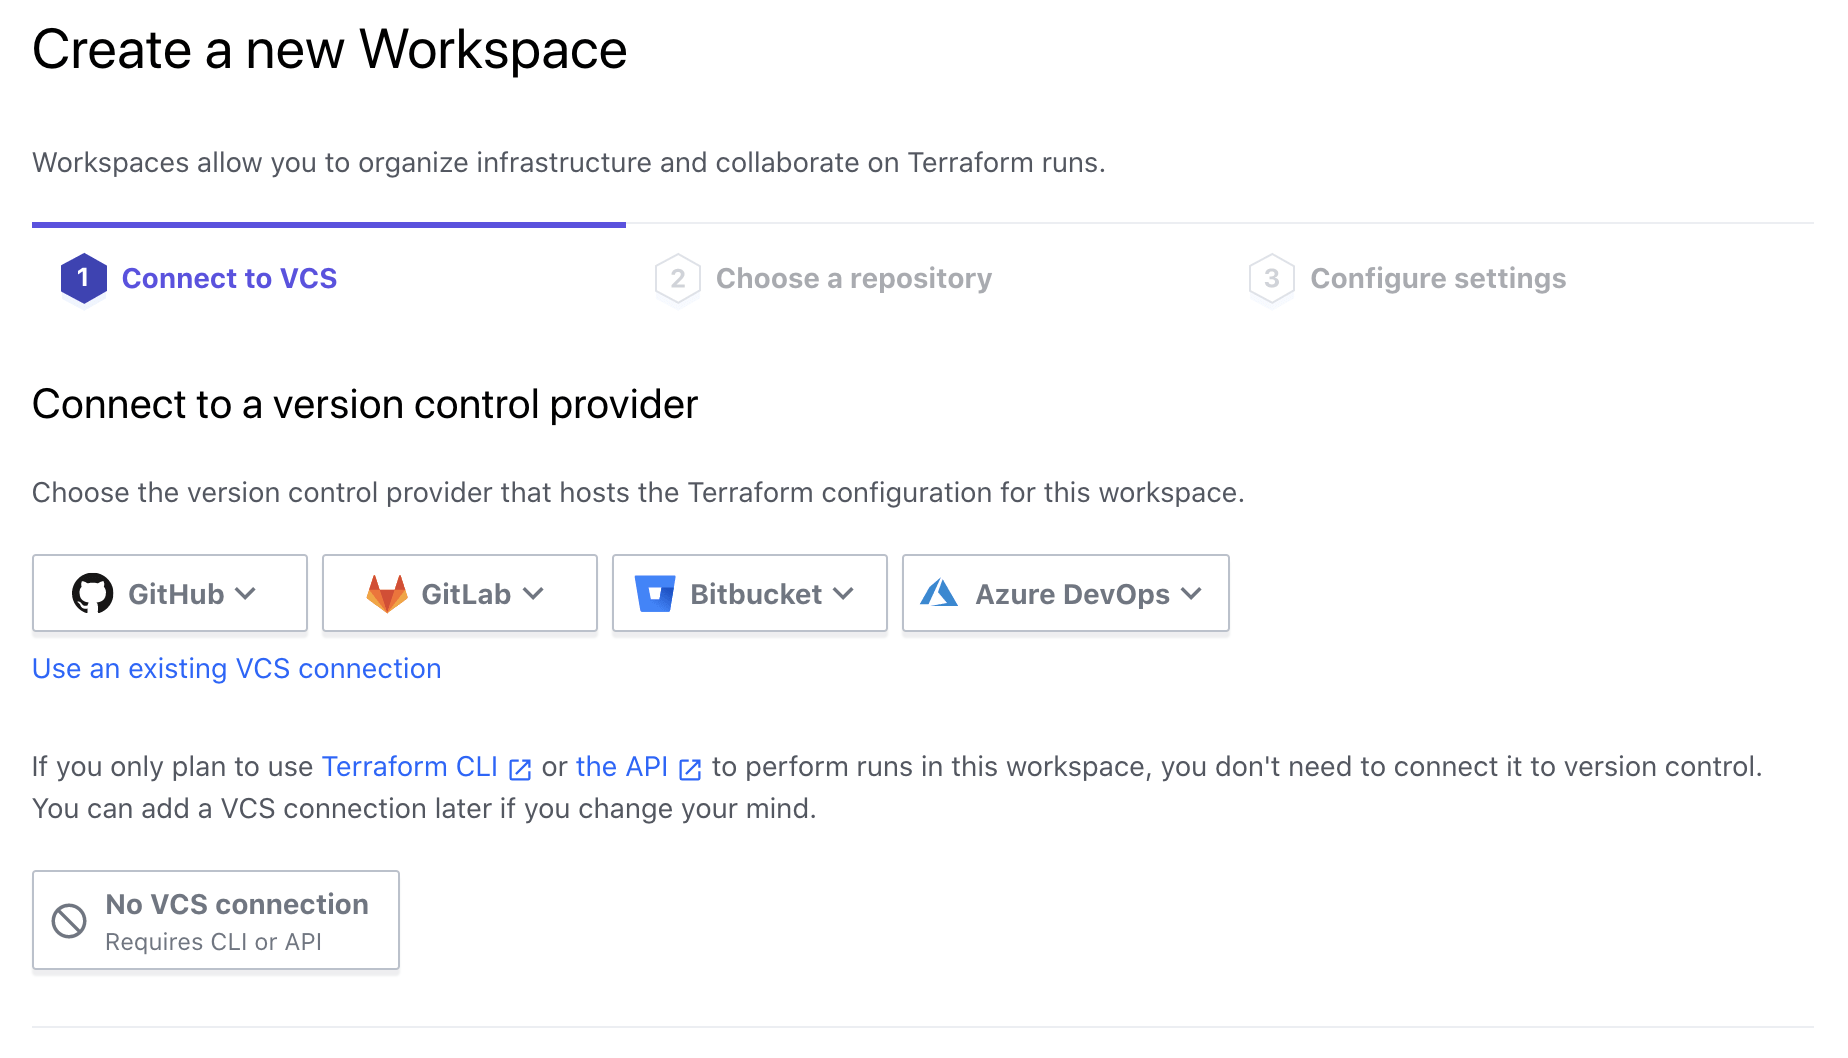 Create a new Workspace
Workspaces allow you to organize infrastructure and collaborate on Terraform runs.
1 Connect to VCS
2 Choose a repository
3 Configure settings
Connect to a version control provider
Choose the version control provider that hosts the Terraform configuration for this workspace.
GitHub
GitLab
Bitbucket
Azure DevOps
Use an existing VCS connection
If you only plan to use Terraform CLI or the API to perform runs in this workspace, you don't need to connect it to version control.
You can add a VCS connection later if you change your mind.
No VCS connection
Requires CLI or API